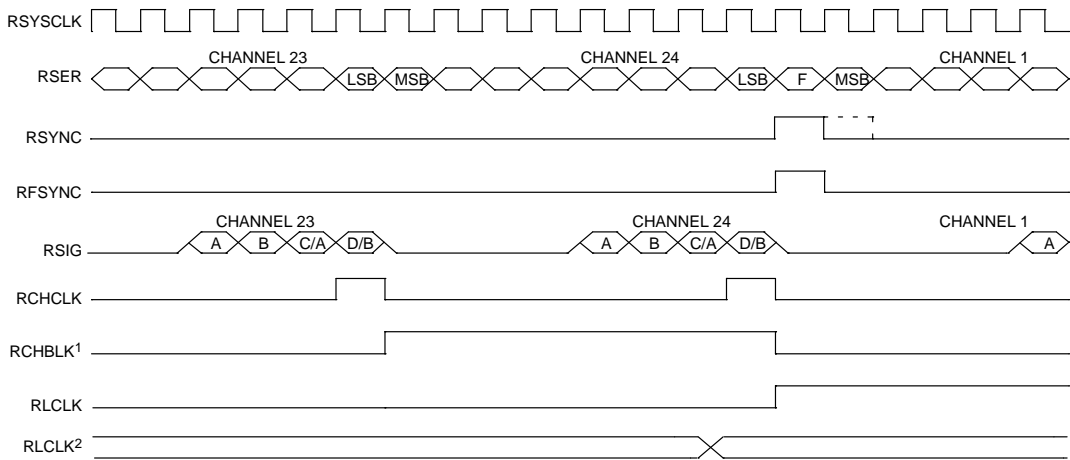 RSYSCLK
CHANNEL 23 CHANNEL 24 CHANNEL 1
RSER LSB MSB LSB F MSB
RSYNC
RFSYNC
CHANNEL 23 CHANNEL 24 CHANNEL 1
RSIG A B C/A D/B A B C/A D/B A
RCHCLK
RCHBLK1
RLCLK
RLCLK2